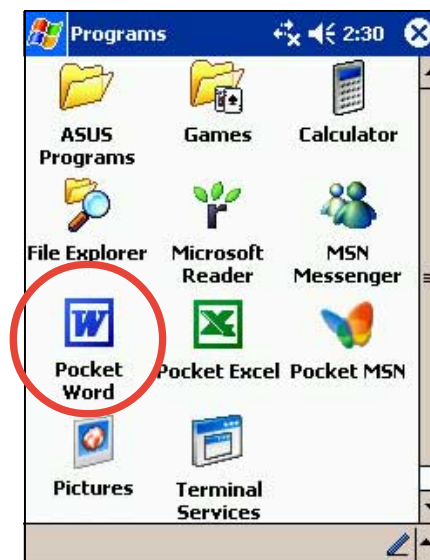 Programs 2:30
ASUS Games Calculator
Programs
File Explorer Microsoft MSN
Reader Messenger
Pocket Pocket Excel Pocket MSN
Word
Pictures Terminal
Services